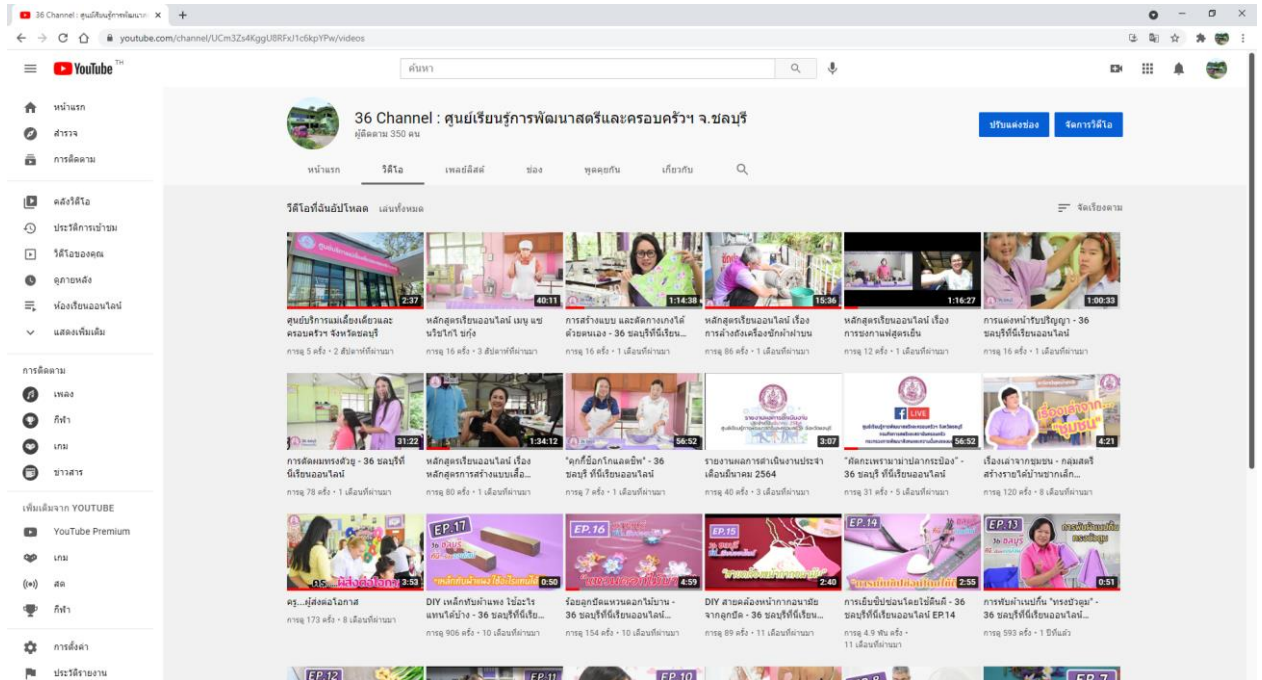 36 Channel : ศูนย์เรียนรู้การพัฒนา
youtube.com/channel/UCm3Zs4KggU8RFxJ1c6kpYPw/videos
YouTube TH
ค้นหา
หน้าแรก
สำรวจ
การติดตาม
คลังวิดีโอ
ประวัติการเข้าชม
วิดีโอของคุณ
ดูภายหลัง
ห้องเรียนออนไลน์
แสดงเพิ่มเติม
การติดตาม
เพลง
กีฬา
เกม
ข่าวสาร
เพิ่มเติมจาก YOUTUBE
YouTube Premium
เกม
สด
กีฬา
การตั้งค่า
ประวัติรายงาน
36 Channel : ศูนย์เรียนรู้การพัฒนาสตรีและครอบครัวฯ จ.ชลบุรี
ผู้ติดตาม 350 คน
ปรับแต่งช่อง
จัดการวิดีโอ
หน้าแรก วิดีโอ เพลย์ลิสต์ ช่อง พูดคุยกัน เกี่ยวกับ
วิดีโอที่ฉันอัปโหลด เล่นทั้งหมด
จัดเรียงตาม
2:37
ศูนย์บริการแม่เลี้ยงเดี่ยวและ
ครอบครัวฯ จังหวัดชลบุรี
การดู 5 ครั้ง • 2 สัปดาห์ที่ผ่านมา
40:11
หลักสูตรเรียนออนไลน์ เมนู แซ
นวิชไก่ไ ชกุ้ง
การดู 16 ครั้ง • 3 สัปดาห์ที่ผ่านมา
1:14:38
การสร้างแบบ และตัดกางเกงได้
ด้วยตนเอง - 36 ชลบุรีที่นี่เรียน...
การดู 16 ครั้ง • 1 เดือนที่ผ่านมา
15:36
หลักสูตรเรียนออนไลน์ เรื่อง
การล้างถังเครื่องซักผ้าฝาบน
การดู 86 ครั้ง • 1 เดือนที่ผ่านมา
1:16:27
หลักสูตรเรียนออนไลน์ เรื่อง
การชงกาแฟสูตรเย็น
การดู 12 ครั้ง • 1 เดือนที่ผ่านมา
1:00:33
การแต่งหน้ารับปริญญา - 36
ชลบุรีที่นี่เรียนออนไลน์
การดู 16 ครั้ง • 1 เดือนที่ผ่านมา
31:22
การตัดผมทรงตัวยู - 36 ชลบุรีที่
นี่เรียนออนไลน์
การดู 78 ครั้ง • 1 เดือนที่ผ่านมา
1:34:12
หลักสูตรเรียนออนไลน์ เรื่อง
หลักสูตรการสร้างแบบเสื้อ...
การดู 80 ครั้ง • 1 เดือนที่ผ่านมา
56:52
"คุกกี้ช็อกโกแลตชิพ" - 36
ชลบุรี ที่นี่เรียนออนไลน์
การดู 7 ครั้ง • 1 เดือนที่ผ่านมา
3:07
รายงานผลการดำเนินงานประจำ
เดือนมีนาคม 2564
การดู 40 ครั้ง • 3 เดือนที่ผ่านมา
LIVE
56:52
"ผัดกะเพรามาม่าปลากระป๋อง" -
36 ชลบุรี ที่นี่เรียนออนไลน์
การดู 31 ครั้ง • 5 เดือนที่ผ่านมา
เรื่องเล่าจาก...
"ชุมชน"
4:21
เรื่องเล่าจากชุมชน - กลุ่มสตรี
สร้างรายได้บ้านซากเล็ก...
การดู 120 ครั้ง • 8 เดือนที่ผ่านมา
ครู...ผู้ส่งต่อโอกาส
3:53
ครู...ผู้ส่งต่อโอกาส
การดู 173 ครั้ง • 8 เดือนที่ผ่านมา
EP.17
0:50
DIY เหล็กทับผ้าแพง ใช้อะไร
แทนได้บ้าง - 36 ชลบุรีที่นี่เรีย...
การดู 906 ครั้ง • 10 เดือนที่ผ่านมา
EP.16
4:59
ร้อยลูกปัดแหวนดอกไม้บาน -
36 ชลบุรีที่นี่เรียนออนไลน์...
การดู 154 ครั้ง • 10 เดือนที่ผ่านมา
EP.15
2:40
DIY สายคล้องหน้ากากอนามัย
จากลูกปัด - 36 ชลบุรีที่นี่เรียน...
การดู 89 ครั้ง • 11 เดือนที่ผ่านมา
EP.14
2:55
การเย็บซิปซ่อนโดยใช้ตีนผี - 36
ชลบุรีที่นี่เรียนออนไลน์ EP.14
การดู 4.9 พัน ครั้ง •
11 เดือนที่ผ่านมา
EP.13
0:51
การพับผ้าเนปกิ้น "ทรงบัวตูม" -
36 ชลบุรีที่นี่เรียนออนไลน์...
การดู 593 ครั้ง • 1 ปีที่แล้ว
EP.12
EP.11
EP.10
EP.8
EP.7